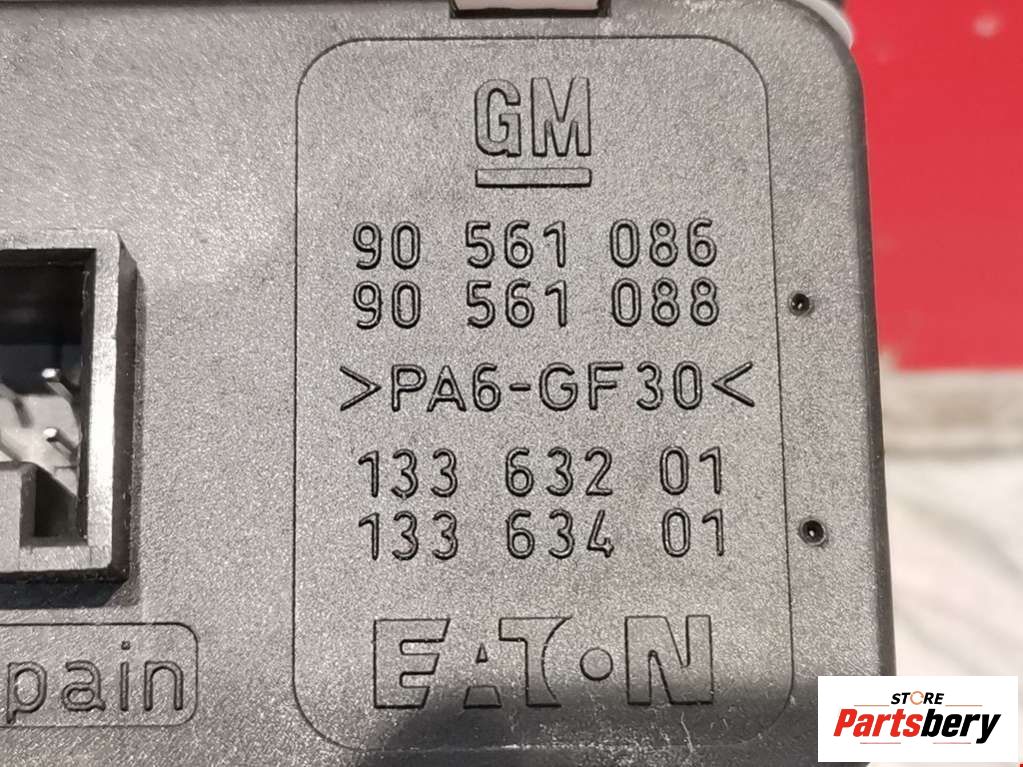 GM
90 561 086
90 561 088
>PA6-GF30<
133 632 01
133 634 01
EATON
pain
STORE
Partsbery